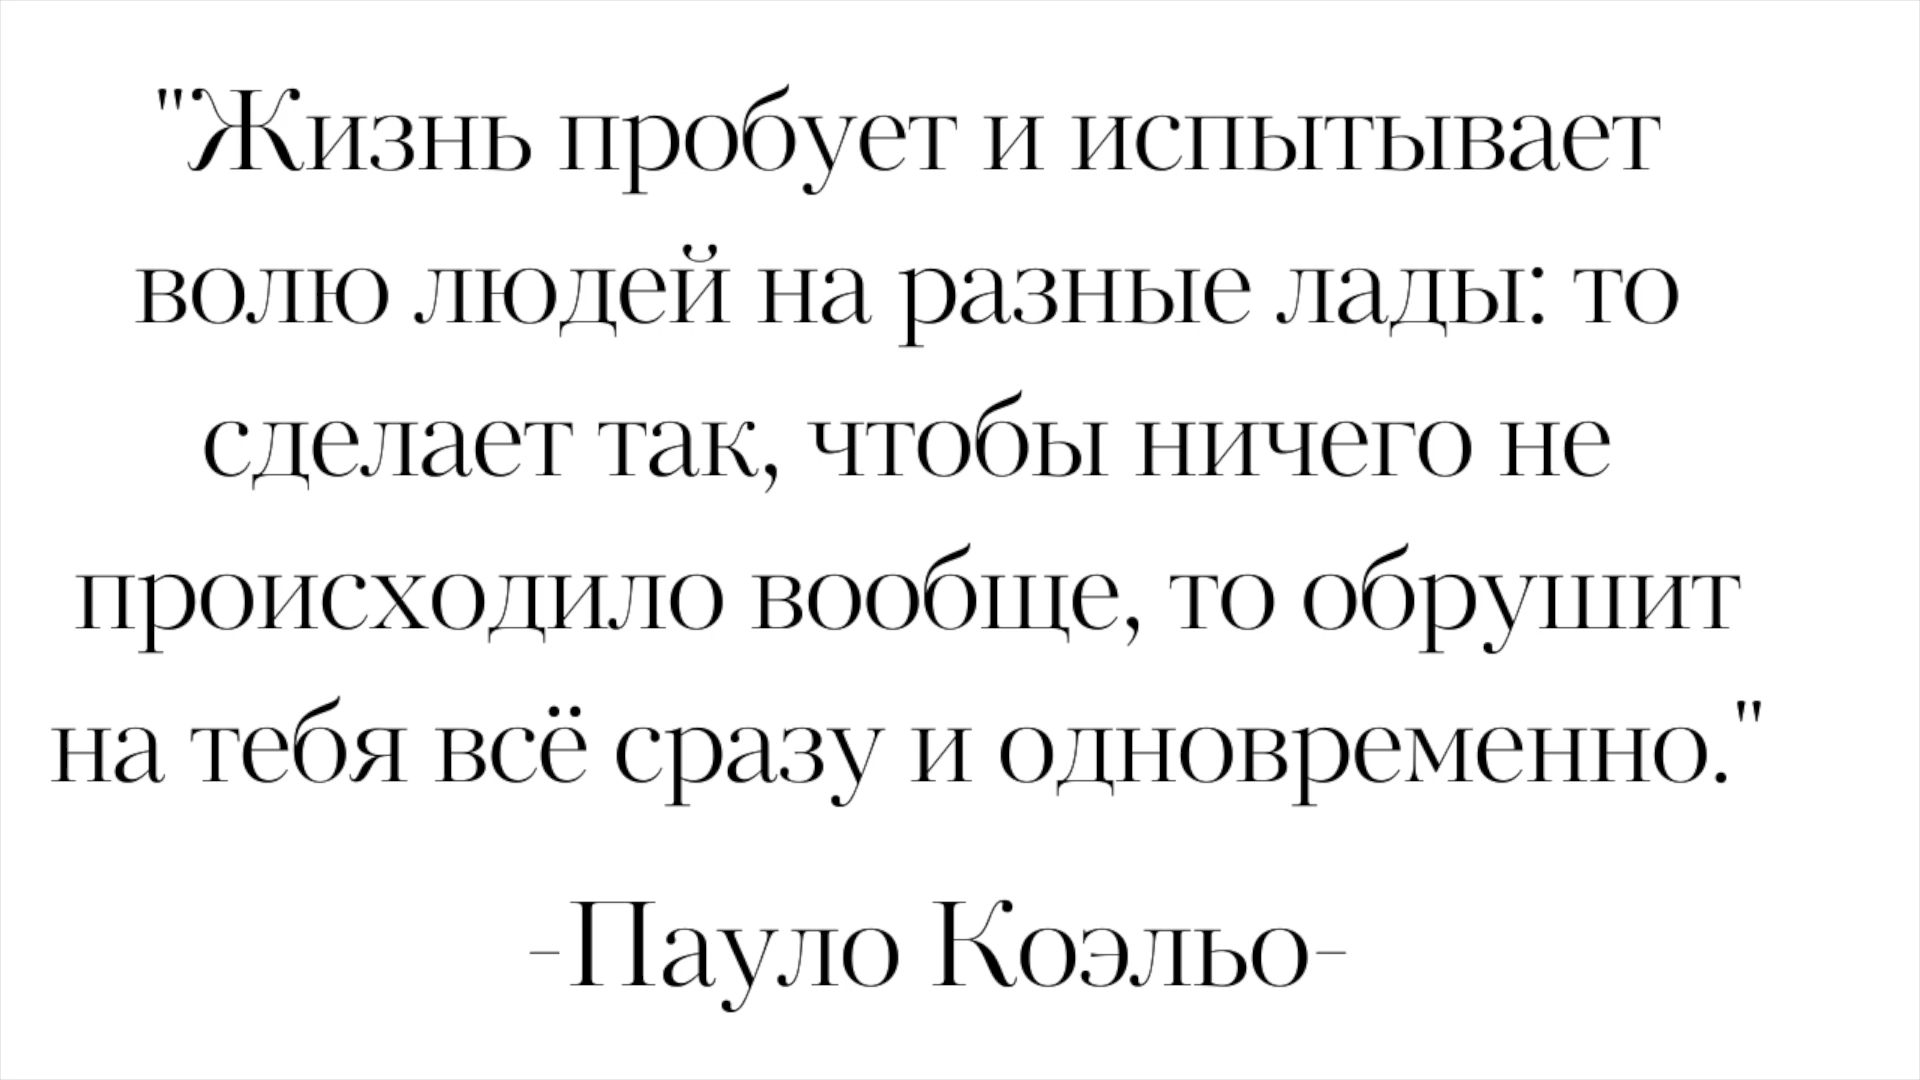 "Жизнь пробует и испытывает
волю людей на разные лады: то
сделает так, чтобы ничего не
происходило вообще, то обрушит
на тебя всё сразу и одновременно."
-Пауло Коэльо-